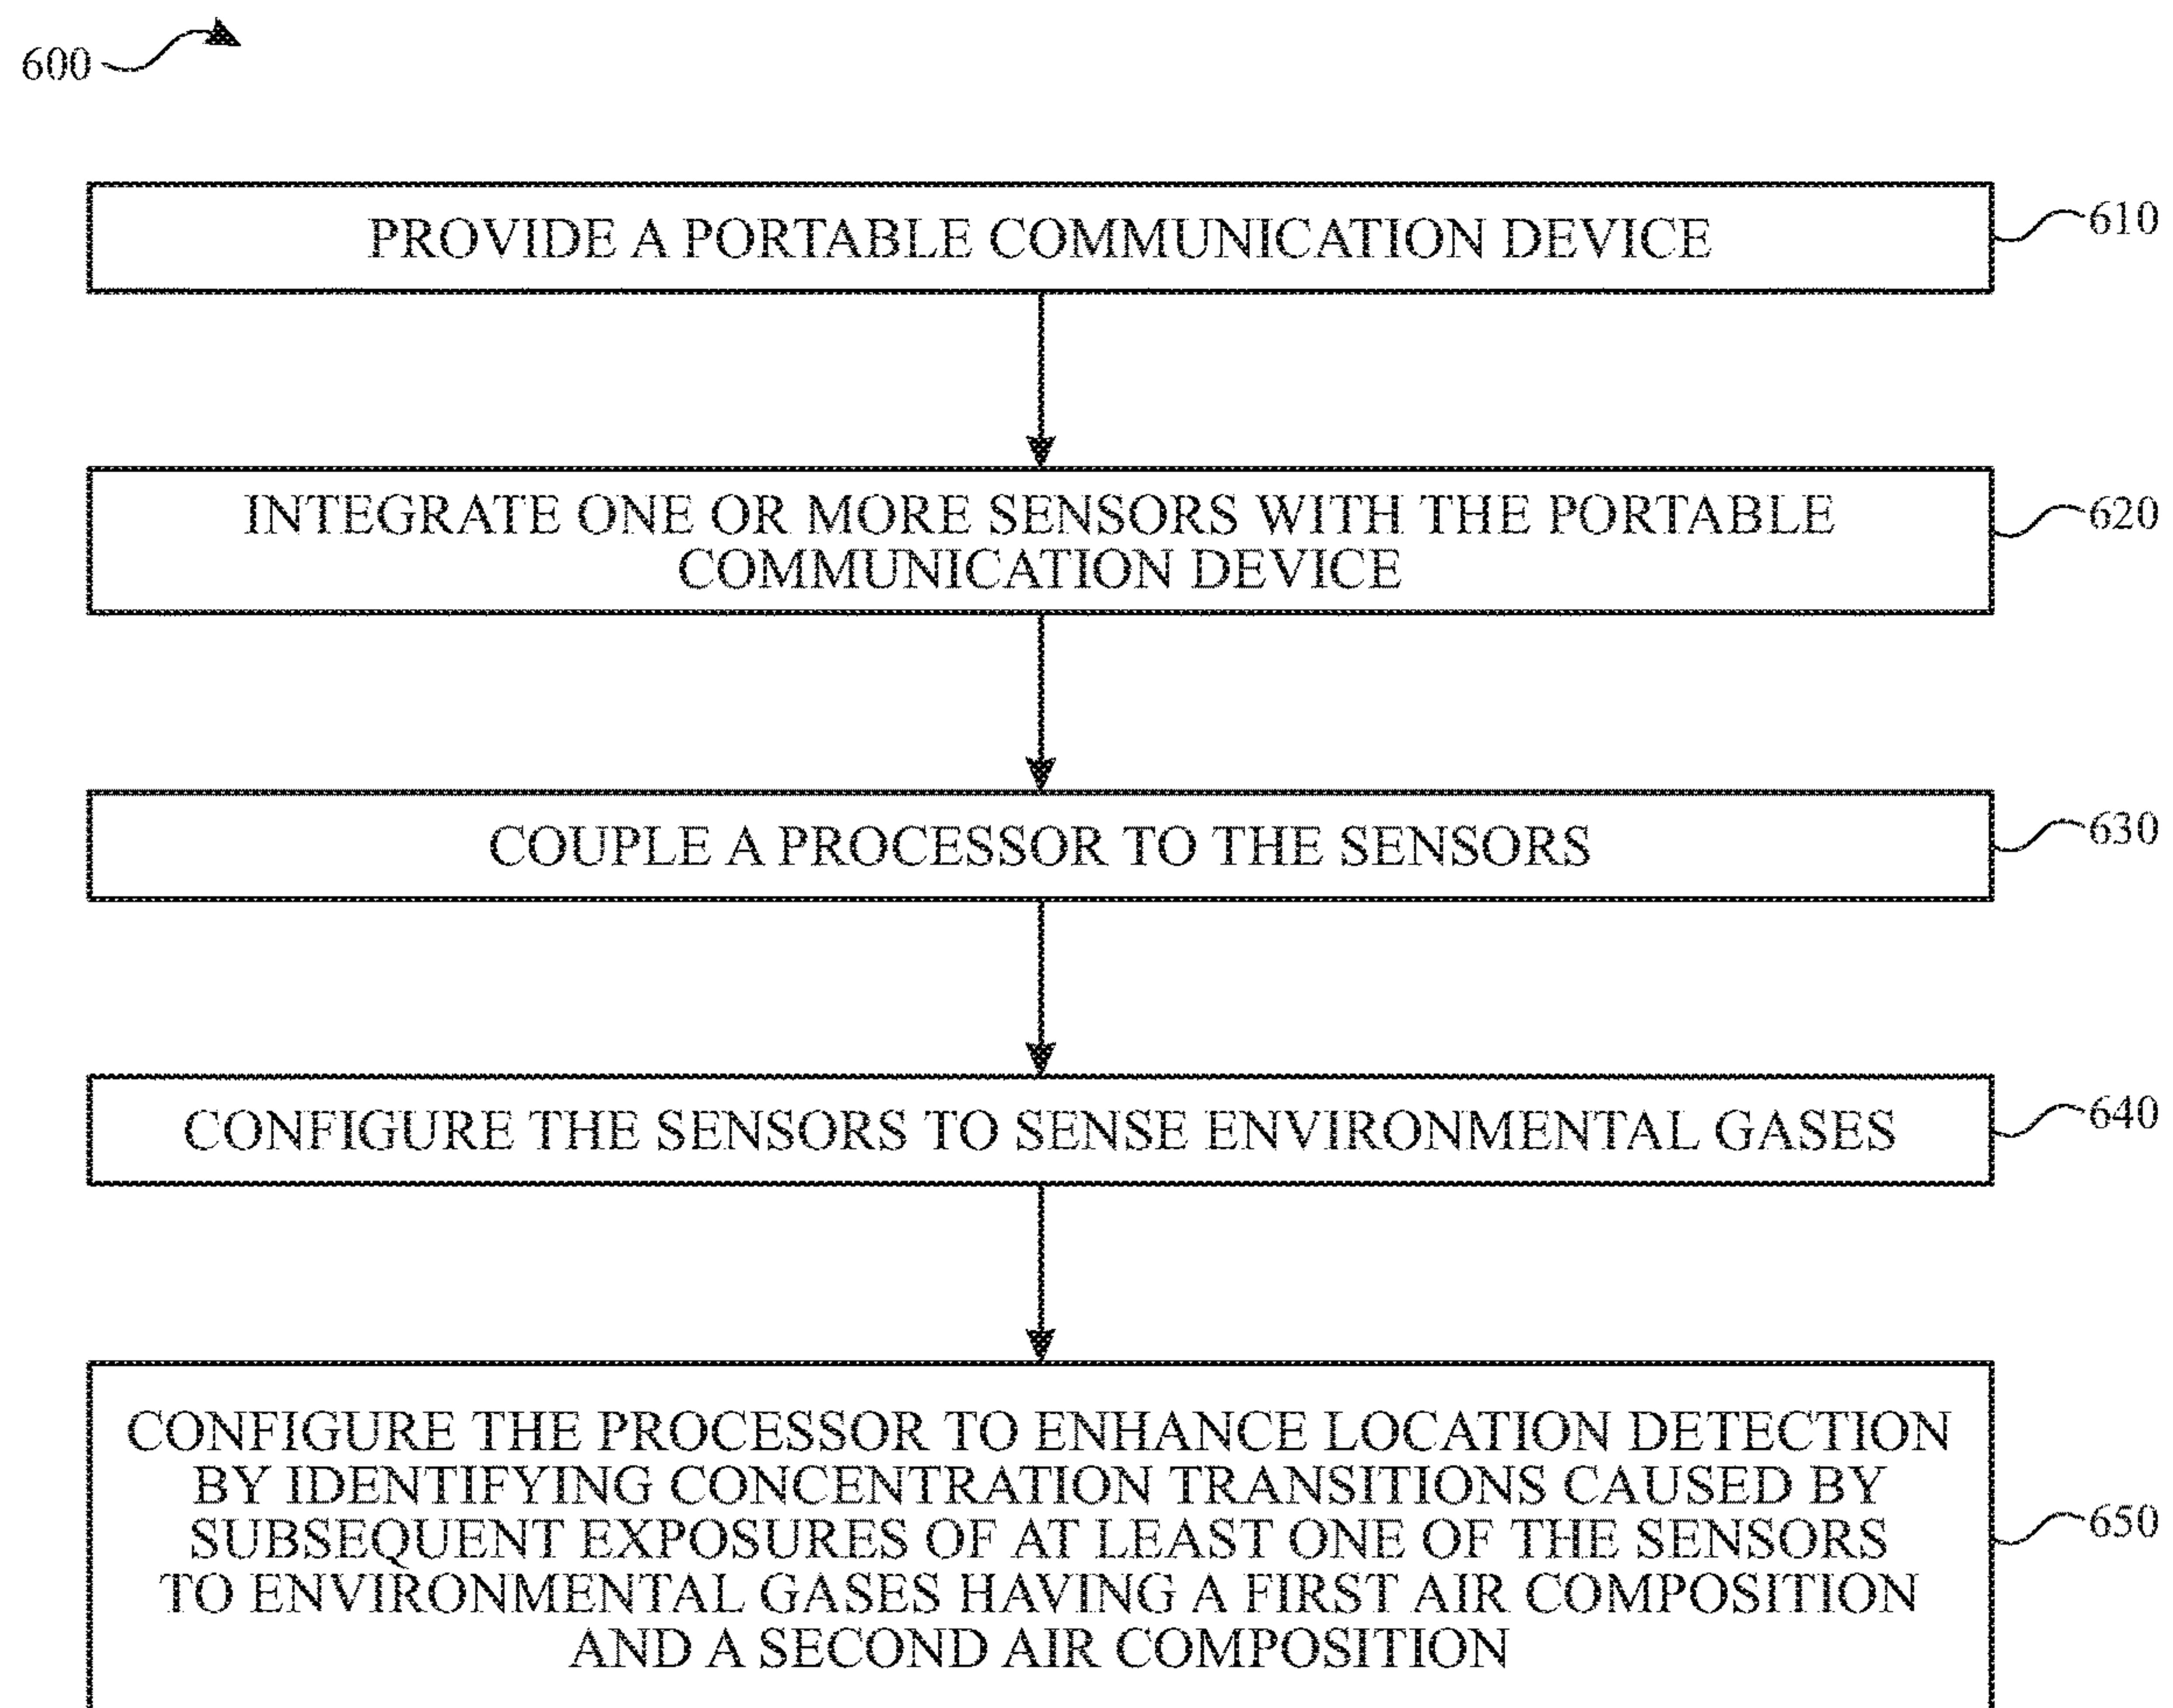 600
PROVIDE A PORTABLE COMMUNICATION DEVICE
610
INTEGRATE ONE OR MORE SENSORS WITH THE PORTABLE
COMMUNICATION DEVICE
620
COUPLE A PROCESSOR TO THE SENSORS
630
CONFIGURE THE SENSORS TO SENSE ENVIRONMENTAL GASES
640
CONFIGURE THE PROCESSOR TO ENHANCE LOCATION DETECTION
BY IDENTIFYING CONCENTRATION TRANSITIONS CAUSED BY
SUBSEQUENT EXPOSURES OF AT LEAST ONE OF THE SENSORS
TO ENVIRONMENTAL GASES HAVING A FIRST AIR COMPOSITION
AND A SECOND AIR COMPOSITION
650